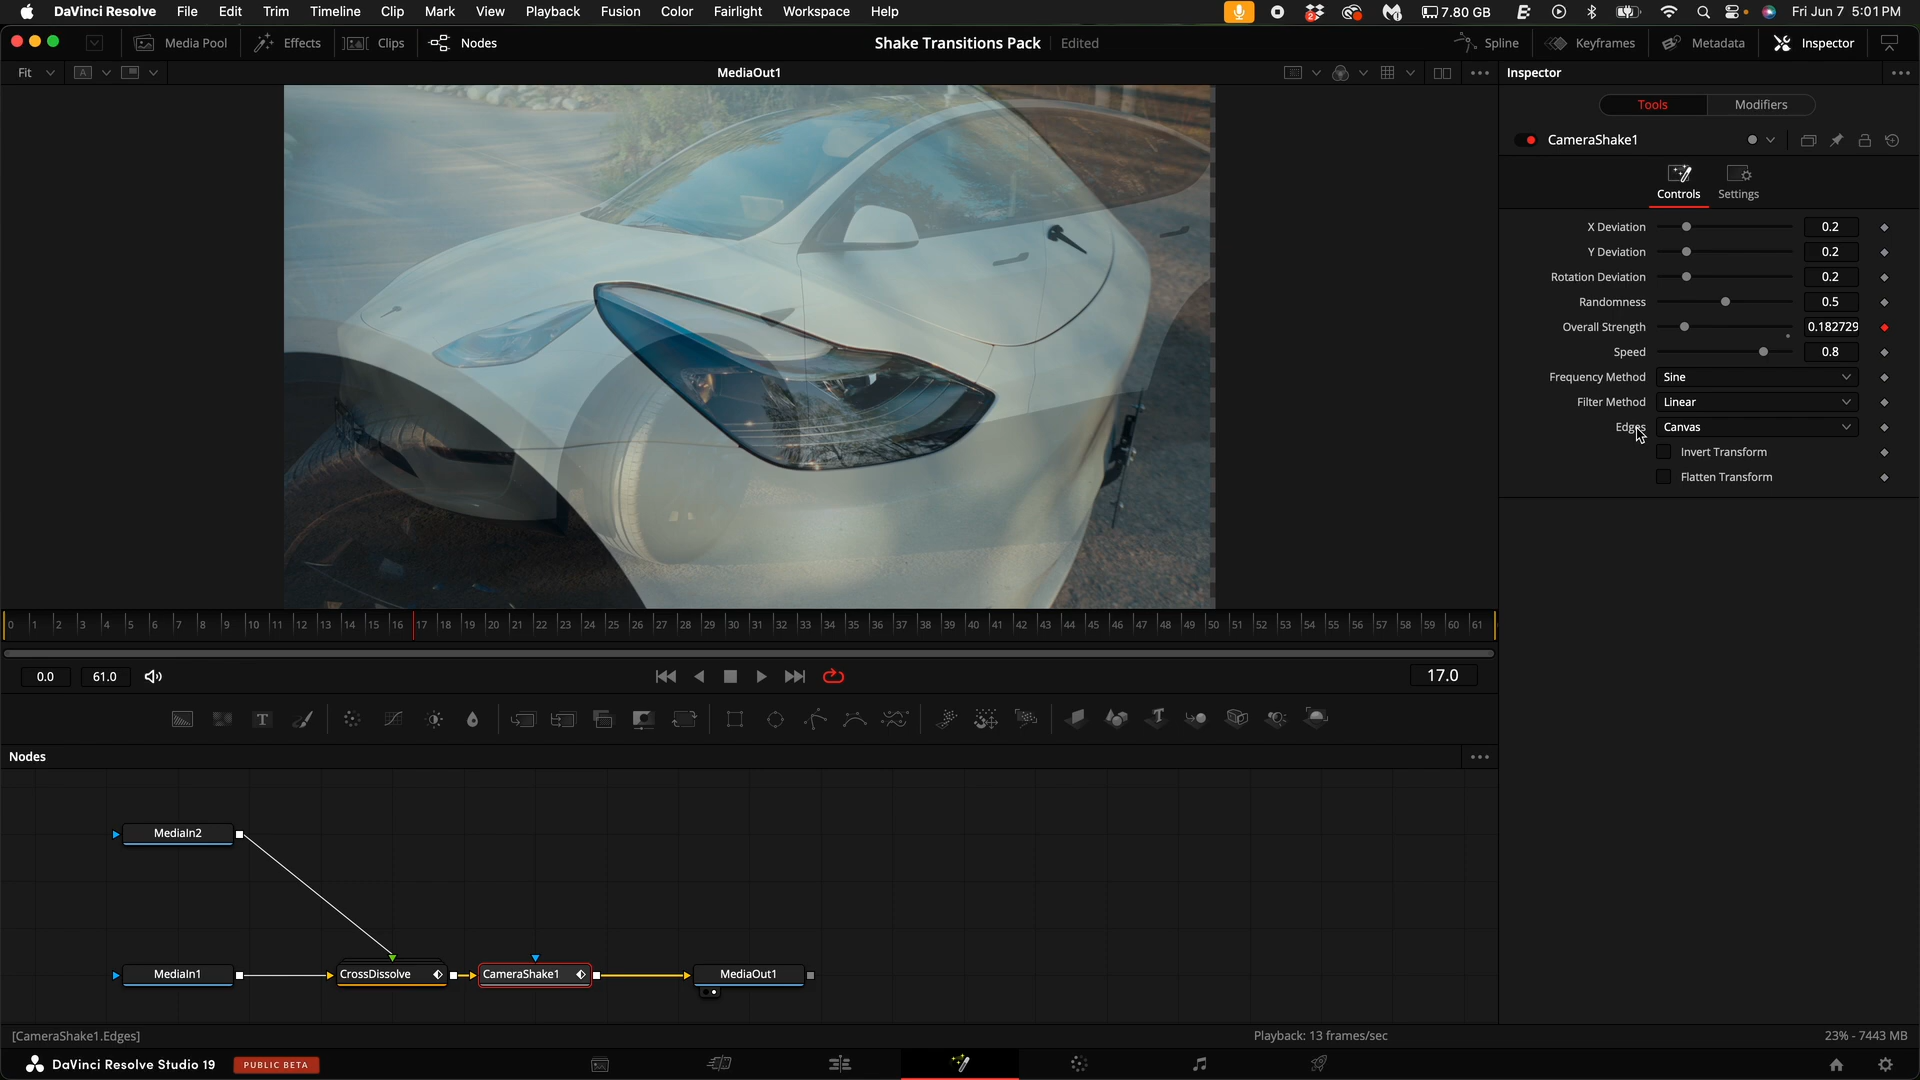 DaVinci Resolve File Edit Trim Timeline Clip Mark View Playback Fusion Color Fairlight Workspace Help 7.80 GB Fri Jun 7 5:01 PM
Media Pool Effects Clips Nodes Shake Transitions Pack Edited Spline Keyframes Metadata Inspector
Fit A MediaOut1 Inspector
Tools Modifiers
CameraShake1
Controls Settings
X Deviation 0.2
Y Deviation 0.2
Rotation Deviation 0.2
Randomness 0.5
Overall Strength 0.182729
Speed 0.8
Frequency Method Sine
Filter Method Linear
Edges Canvas
Invert Transform
Flatten Transform
0 1 2 3 4 5 6 7 8 9 10 11 12 13 14 15 16 17 18 19 20 21 22 23 24 25 26 27 28 29 30 31 32 33 34 35 36 37 38 39 40 41 42 43 44 45 46 47 48 49 50 51 52 53 54 55 56 57 58 59 60 61
0.0 61.0 17.0
Nodes
MediaIn2
MediaIn1 CrossDissolve CameraShake1 MediaOut1
[CameraShake1.Edges] Playback: 13 frames/sec 23% - 7443 MB
DaVinci Resolve Studio 19 PUBLIC BETA